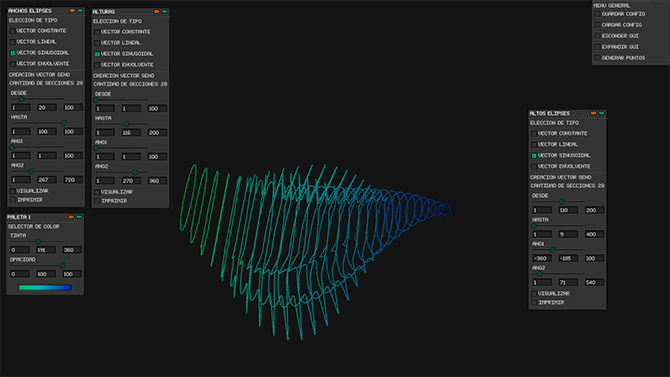 ANCHOS ELIPSES
ELECCION DE TIPO
VECTOR CONSTANTE
VECTOR LINEAL
VECTOR SINUSOIDAL
VECTOR ENVOLVENTE
CREACION VECTOR SENO
CANTIDAD DE SECCIONES 28
DESDE
1 20 100
HASTA
1 100 100
ANG1
1 1 100
ANG2
1 267 720
VISUALIZAR
IMPRIMIR
PALETA 1
SELECTOR DE COLOR
TINTA
0 191 360
OPACIDAD
0 100 100
ALTURAS
ELECCION DE TIPO
VECTOR CONSTANTE
VECTOR LINEAL
VECTOR SINUSOIDAL
VECTOR ENVOLVENTE
CREACION VECTOR SENO
CANTIDAD DE SECCIONES 28
DESDE
1 1 100
HASTA
1 116 200
ANG1
1 1 100
ANG2
1 270 360
VISUALIZAR
IMPRIMIR
MENU GENERAL
GUARDAR CONFIG
CARGAR CONFIG
ESCONDER GUI
EXPANDIR GUI
GENERAR PUNTOS
ALTOS ELIPSES
ELECCION DE TIPO
VECTOR CONSTANTE
VECTOR LINEAL
VECTOR SINUSOIDAL
VECTOR ENVOLVENTE
CREACION VECTOR SENO
CANTIDAD DE SECCIONES 28
DESDE
1 110 200
HASTA
1 9 400
ANG1
-360 -185 100
ANG2
1 71 540
VISUALIZAR
IMPRIMIR